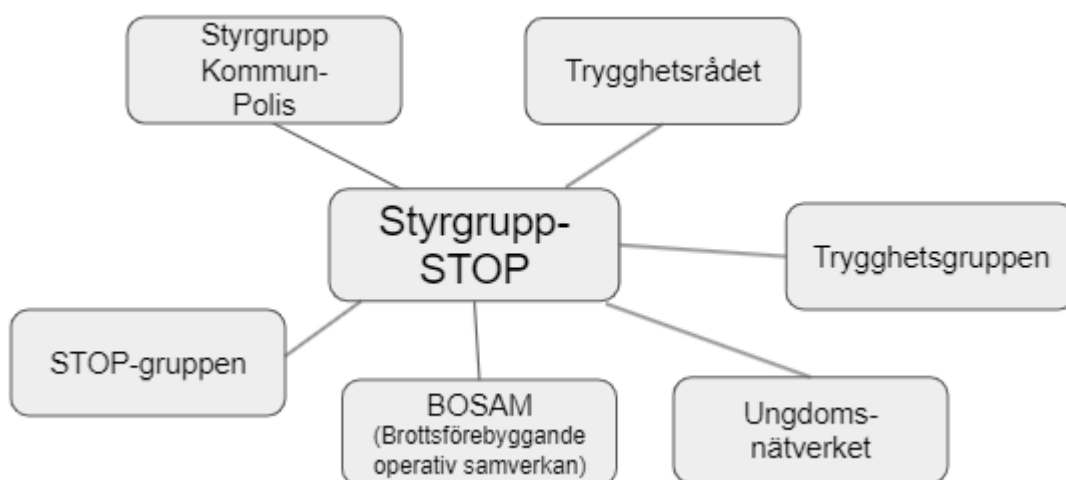 Styrgrupp
Kommun-
Polis
Trygghetsrådet
Styrgrupp-
STOP
Trygghetsgruppen
STOP-gruppen
BOSAM
(Brottsförebyggande
operativ samverkan)
Ungdoms-
nätverket